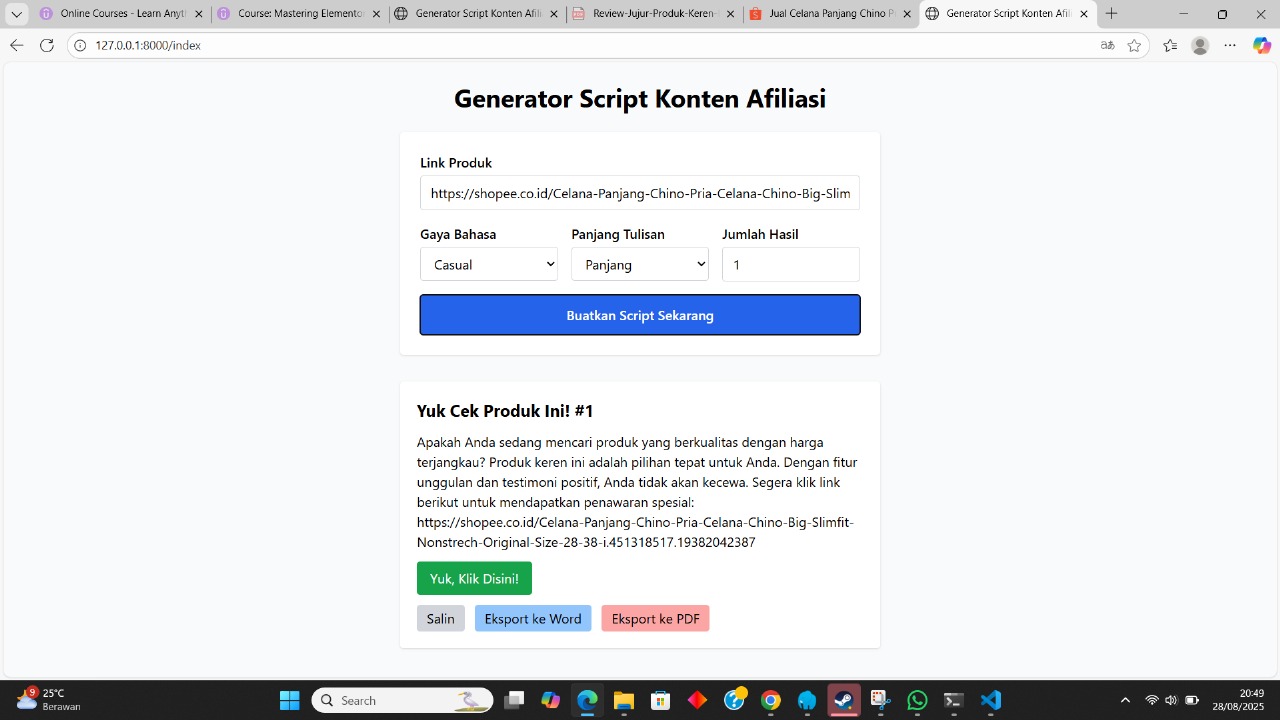 Online Courses - Learn Anyth
Course: Mastering Elementor
Generator Script Konten Afilia
Review-Jujur-Produk-Keren-I
Jual Celana Panjang Chino Pr
Generator Script Konten Afilia
127.0.0.1:8000/index
Generator Script Konten Afiliasi
Link Produk
https://shopee.co.id/Celana-Panjang-Chino-Pria-Celana-Chino-Big-Slim
Gaya Bahasa Panjang Tulisan Jumlah Hasil
Casual Panjang 1
Buatkan Script Sekarang
Yuk Cek Produk Ini! #1
Apakah Anda sedang mencari produk yang berkualitas dengan harga
terjangkau? Produk keren ini adalah pilihan tepat untuk Anda. Dengan fitur
unggulan dan testimoni positif, Anda tidak akan kecewa. Segera klik link
berikut untuk mendapatkan penawaran spesial:
https://shopee.co.id/Celana-Panjang-Chino-Pria-Celana-Chino-Big-Slimfit-
Nonstrech-Original-Size-28-38-i.451318517.19382042387
Yuk, Klik Disini!
Salin Eksport ke Word Eksport ke PDF
9
25°C
Berawan
Search
20:49
28/08/2025